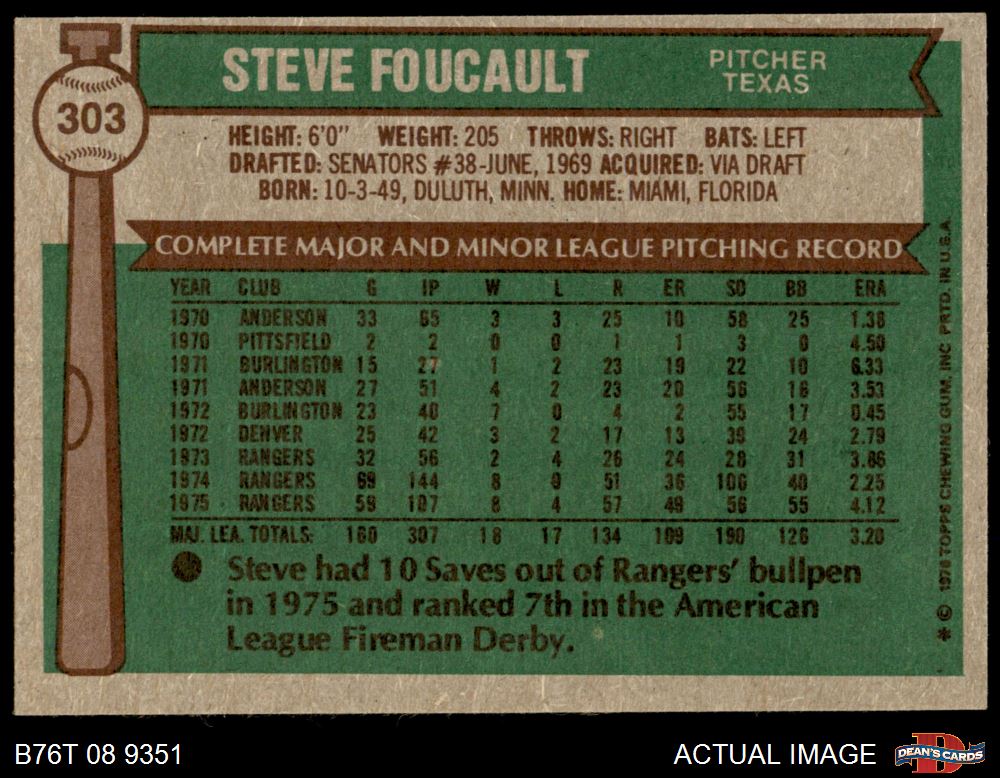 STEVE FOUCAULT
PITCHER
TEXAS
303
HEIGHT: 6'0" WEIGHT: 205 THROWS: RIGHT BATS: LEFT
DRAFTED: SENATORS #38-JUNE, 1969 ACQUIRED: VIA DRAFT
BORN: 10-3-49, DULUTH, MINN. HOME: MIAMI, FLORIDA
COMPLETE MAJOR AND MINOR LEAGUE PITCHING RECORD
YEAR CLUB G IP W L R ER SO BB ERA
1970 ANDERSON 33 65 3 3 25 10 58 25 1.38
1970 PITTSFIELD 2 2 0 0 1 1 3 0 4.50
1971 BURLINGTON 15 27 1 2 23 19 22 10 6.33
1971 ANDERSON 27 51 4 2 23 20 56 16 3.53
1972 BURLINGTON 23 40 7 0 4 2 55 17 0.45
1972 DENVER 25 42 3 2 17 13 39 24 2.79
1973 RANGERS 32 56 2 4 26 24 28 31 3.86
1974 RANGERS 69 144 8 9 51 36 106 40 2.25
1975 RANGERS 59 107 8 4 57 49 56 55 4.12
MAJ. LEA. TOTALS: 160 307 18 17 134 109 190 126 3.20
Steve had 10 Saves out of Rangers' bullpen
in 1975 and ranked 7th in the American
League Fireman Derby.
* © 1976 TOPPS CHEWING GUM, INC. PRTD. IN U.S.A.
B76T 08 9351
ACTUAL IMAGE
DEAN'S CARDS